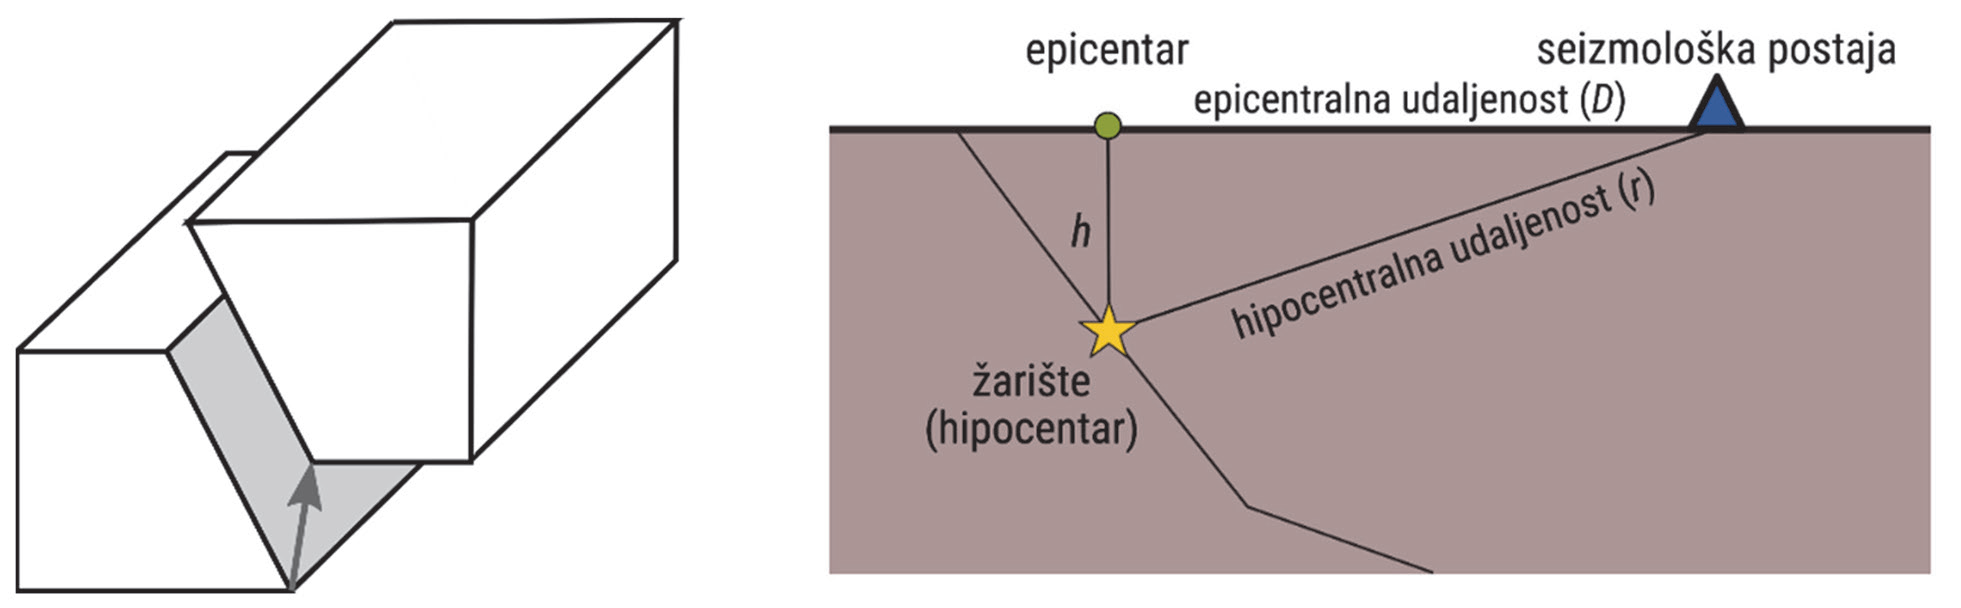 epicentar
seizmološka postaja
epicentralna udaljenost (D)
h
hipocentralna udaljenost (r)
žarište
(hipocentar)